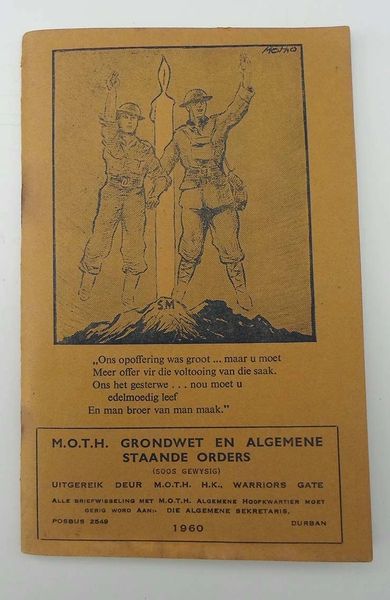 METHO
S.M
„Ons opoffering was groot ... maar u moet
Meer offer vir die voltooing van die saak.
Ons het gesterwe . . . nou moet u
edelmoedig leef
En man broer van man maak.”
M.O.T.H. GRONDWET EN ALGEMENE
STAANDE ORDERS
(SOOS GEWYSIG)
UITGEREIK DEUR M.O.T.H. H.K., WARRIORS GATE
ALLE BRIEFWISSELING MET M.O.T.H. ALGEMENE HOOFKWARTIER MOET
GERIG WORD AAN:- DIE ALGEMENE SEKRETARIS,
POSBUS 2549 DURBAN
1960